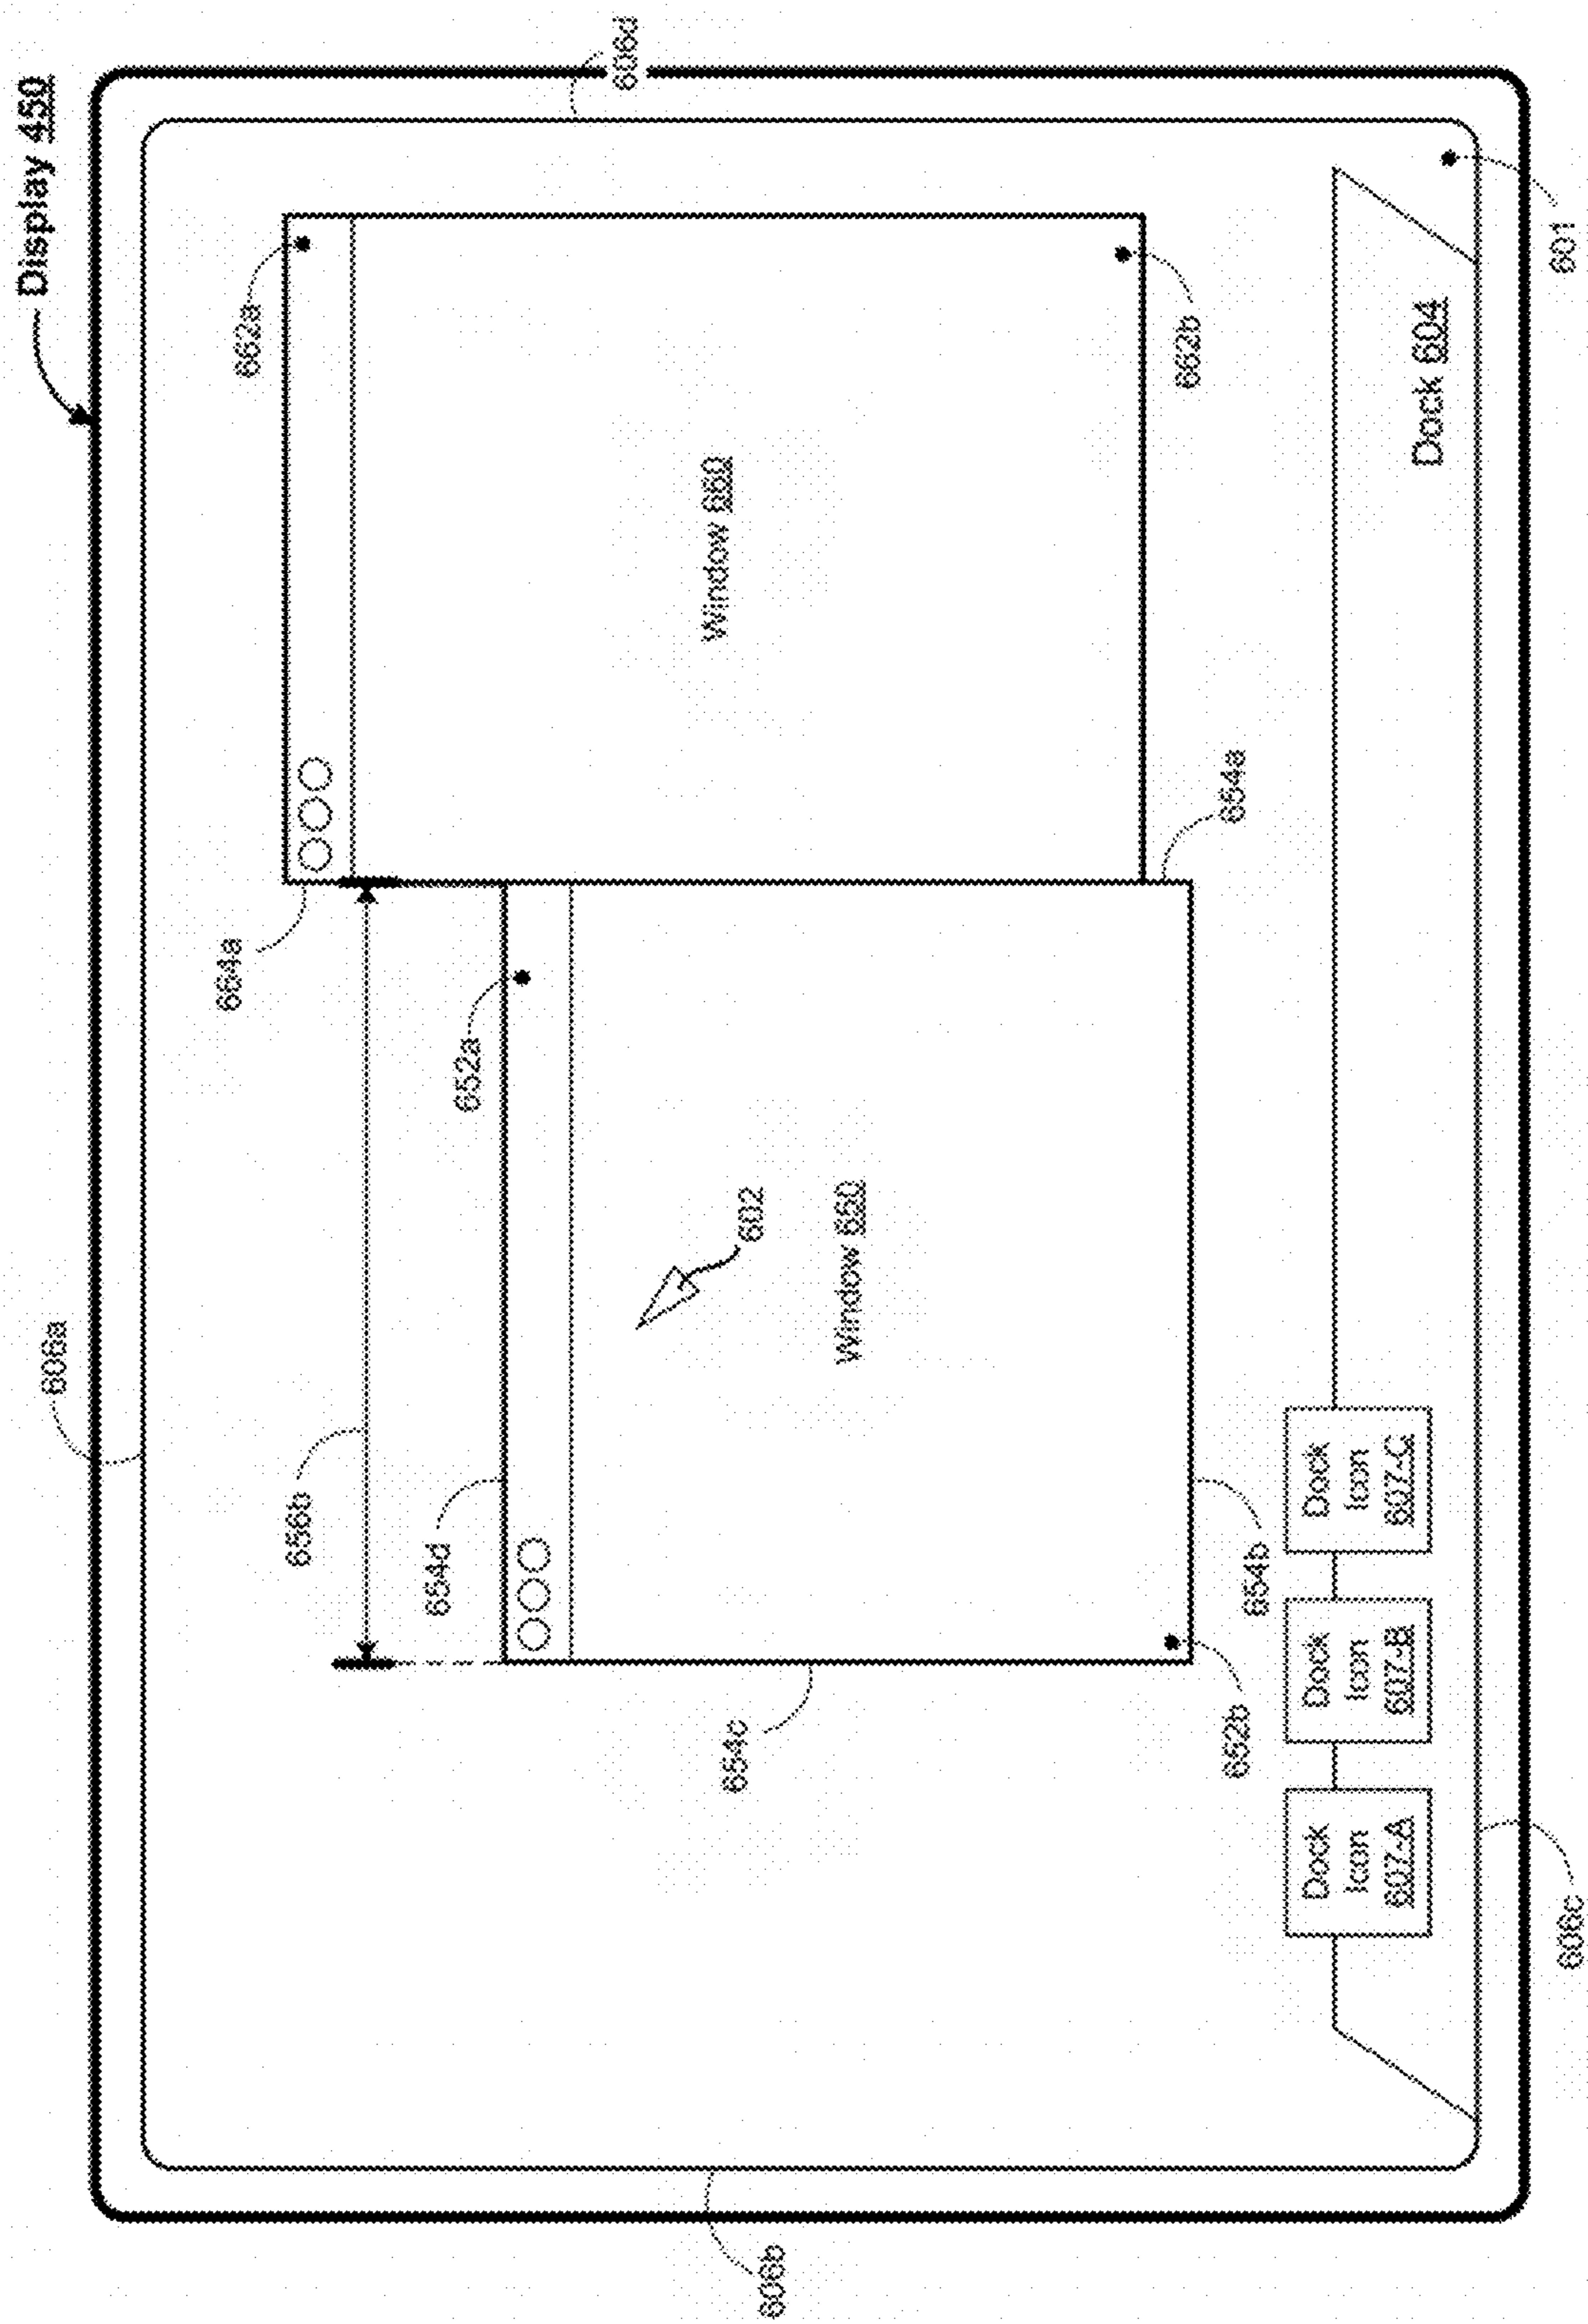 Display 450
606a
656b
664a
662a
654d
652a
606d
Window 660
602
654c
606b
Window 650
662b
652b
654b
654a
Dock
Icon
607-A
Dock
Icon
607-B
Dock
Icon
607-C
Dock 604
606c
601